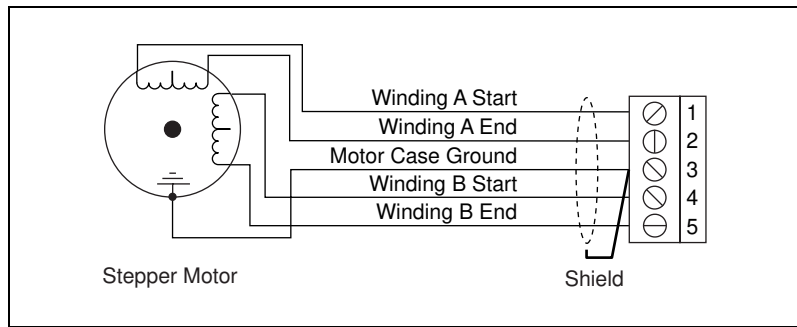 Winding A Start
1
Winding A End
2
Motor Case Ground
3
Winding B Start
4
Winding B End
5
Stepper Motor
Shield